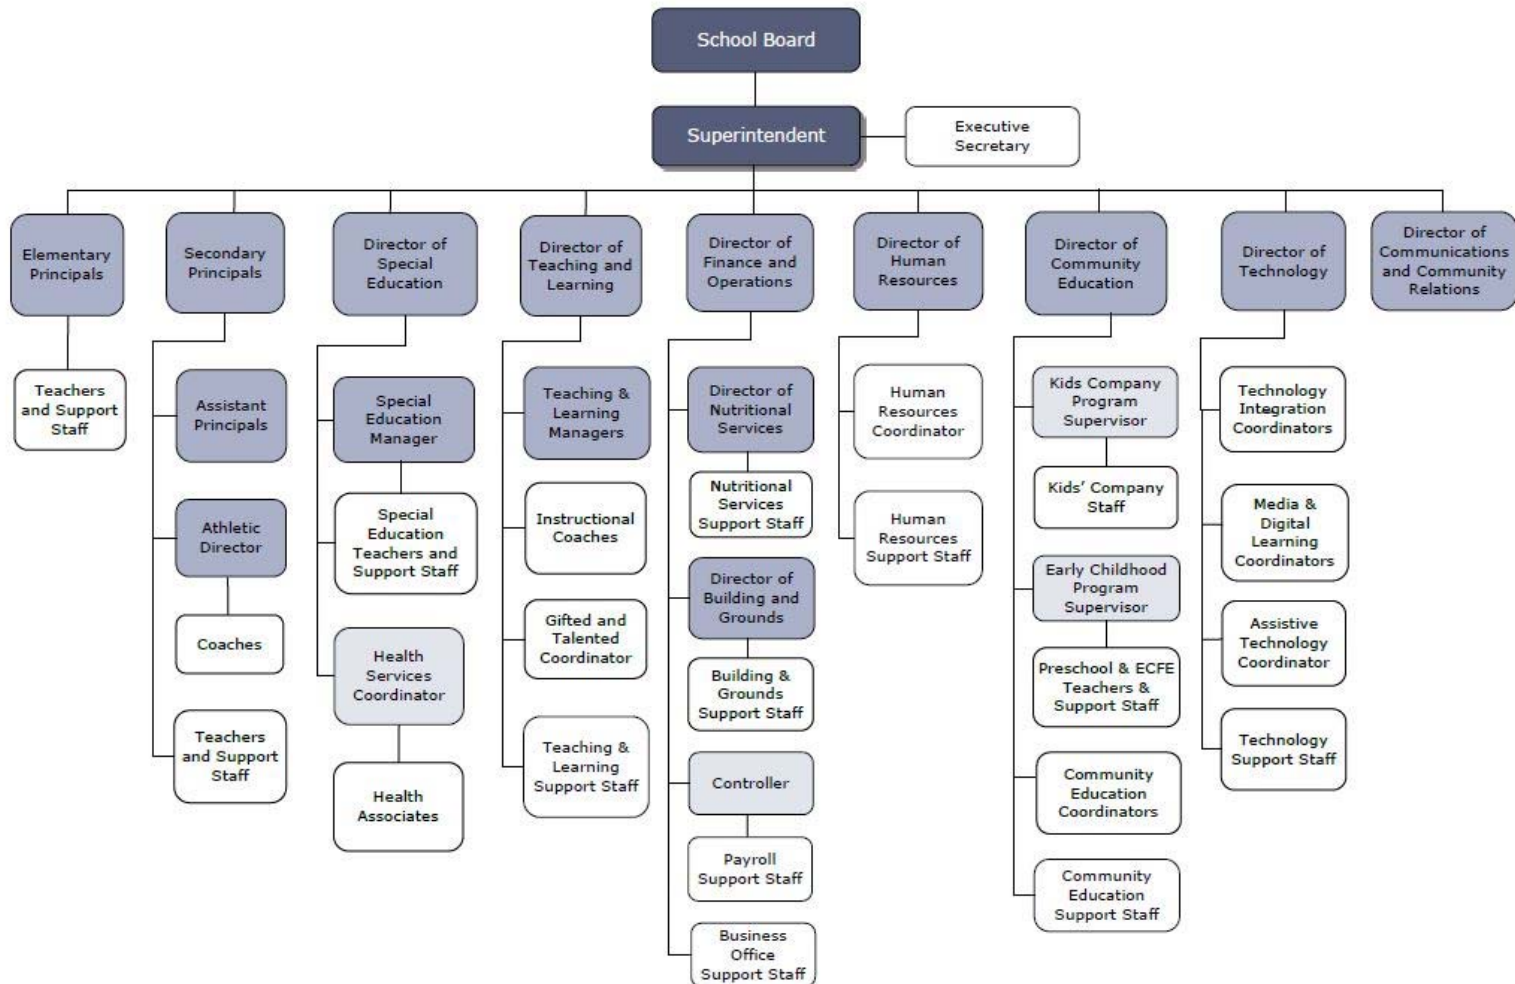 School Board
Superintendent
Executive
Secretary
Elementary
Principals
Secondary
Principals
Director of
Special
Education
Director of
Teaching and
Learning
Director of
Finance and
Operations
Director of
Human
Resources
Director of
Community
Education
Director of
Technology
Director of
Communications
and Community
Relations
Teachers
and Support
Staff
Assistant
Principals
Athletic
Director
Coaches
Teachers
and Support
Staff
Special
Education
Manager
Special
Education
Teachers and
Support Staff
Health
Services
Coordinator
Health
Associates
Teaching &
Learning
Managers
Instructional
Coaches
Gifted and
Talented
Coordinator
Teaching &
Learning
Support Staff
Director of
Nutritional
Services
Nutritional
Services
Support Staff
Director of
Building and
Grounds
Building &
Grounds
Support Staff
Controller
Payroll
Support Staff
Business
Office
Support Staff
Human
Resources
Coordinator
Human
Resources
Support Staff
Kids Company
Program
Supervisor
Kids' Company
Staff
Early Childhood
Program
Supervisor
Preschool & ECFE
Teachers &
Support Staff
Community
Education
Coordinators
Community
Education
Support Staff
Technology
Integration
Coordinators
Media &
Digital
Learning
Coordinators
Assistive
Technology
Coordinator
Technology
Support Staff